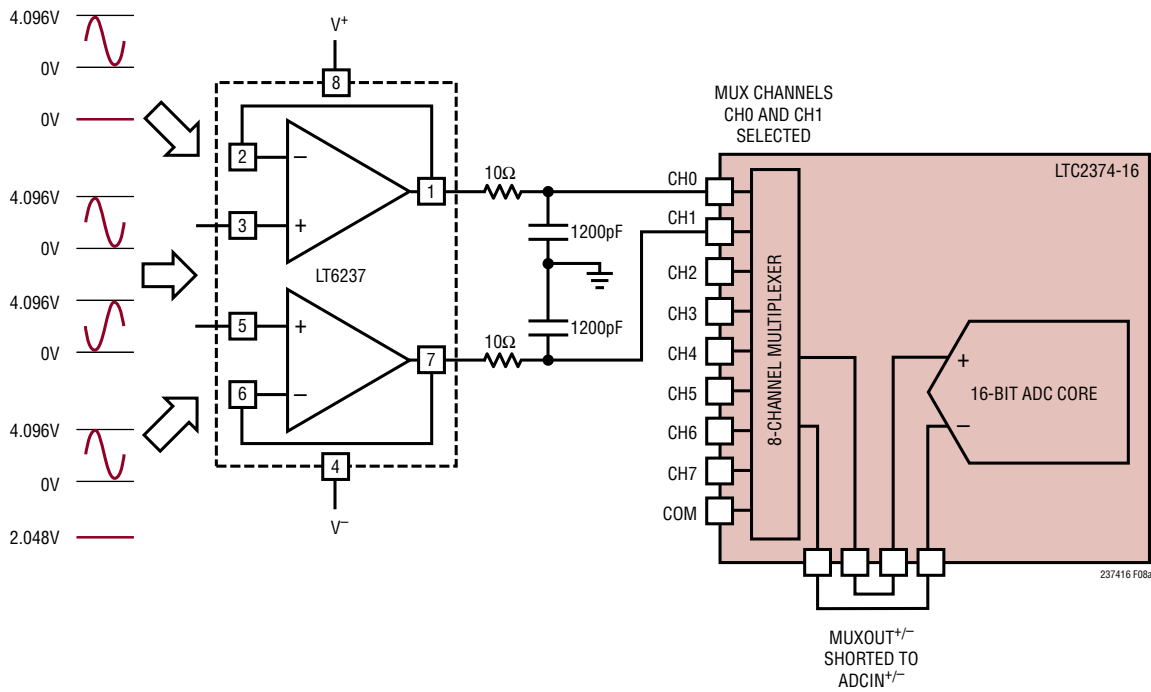 4.096V
0V
0V
4.096V
0V
4.096V
0V
4.096V
0V
2.048V
V+
8
2
−
1
3
+
LT6237
5
+
7
6
−
4
V−
10Ω
1200pF
1200pF
10Ω
MUX CHANNELS
CH0 AND CH1
SELECTED
LTC2374-16
CH0
CH1
CH2
CH3
CH4
CH5
CH6
CH7
COM
8-CHANNEL MULTIPLEXER
+
16-BIT ADC CORE
−
237416 F08a
MUXOUT+/−
SHORTED TO
ADCIN+/−